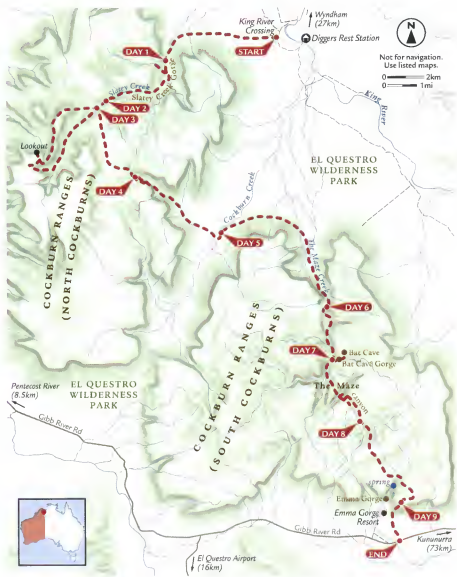 King River
Crossing
Wyndham
(27km)
Diggers Rest Station
START
DAY 1
N
Not for navigation.
Use listed maps.
0
2km
0
1mi
King River
Slatey Creek
Slatey
Creek Gorge
DAY 2
DAY 3
Lookout
EL QUESTRO
WILDERNESS
PARK
DAY 4
COCKBURN RANGES
(NORTH COCKBURNS)
Cockburn Creek
DAY 5
The Maze Creek
DAY 6
COCKBURN RANGES
(SOUTH COCKBURNS)
DAY 7
Bat Cave
Bat Cave Gorge
Pentecost River
(8.5km)
EL QUESTRO
WILDERNESS
PARK
The Maze
Gibb River Rd
DAY 8
spring
Emma Gorge
Emma Gorge
Resort
DAY 9
Gibb River Rd
Kununurra
(73km)
END
El Questro Airport
(16km)